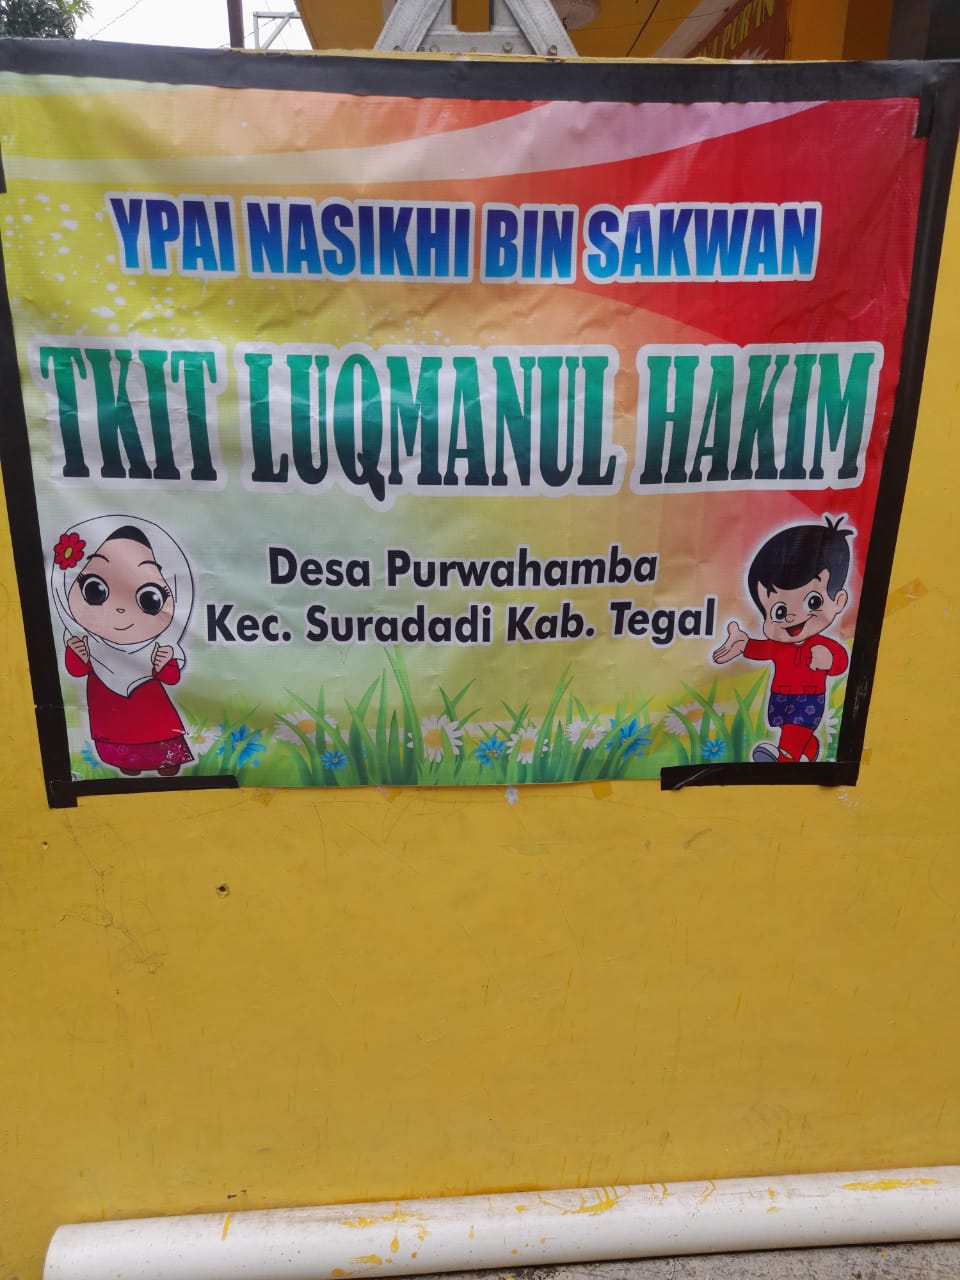 YPAI NASIKHI BIN SAKWAN
TKIT LUQMANUL HAKIM
Desa Purwahamba
Kec. Suradadi Kab. Tegal